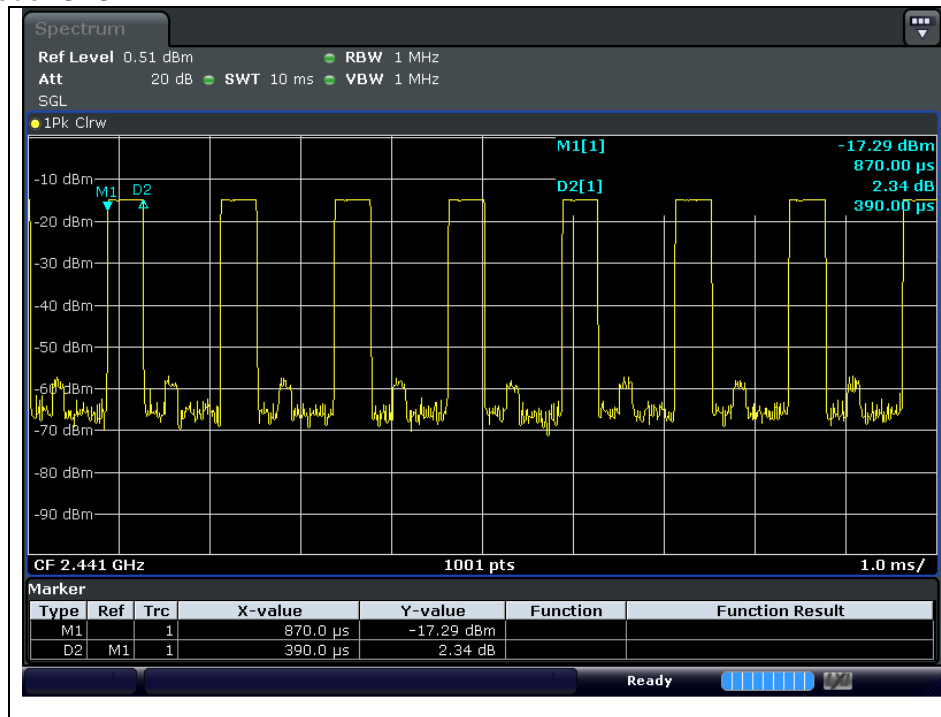 Spectrum
Ref Level 0.51 dBm RBW 1 MHz
Att 20 dB SWT 10 ms VBW 1 MHz
SGL
1Pk Clrw
M1[1] -17.29 dBm
870.00 µs
D2[1] 2.34 dB
390.00 µs
M1 D2
-10 dBm
-20 dBm
-30 dBm
-40 dBm
-50 dBm
-60 dBm
-70 dBm
-80 dBm
-90 dBm
CF 2.441 GHz 1001 pts 1.0 ms/
Marker
Type Ref Trc X-value Y-value Function Function Result
M1 1 870.0 µs -17.29 dBm
D2 M1 1 390.0 µs 2.34 dB
Ready